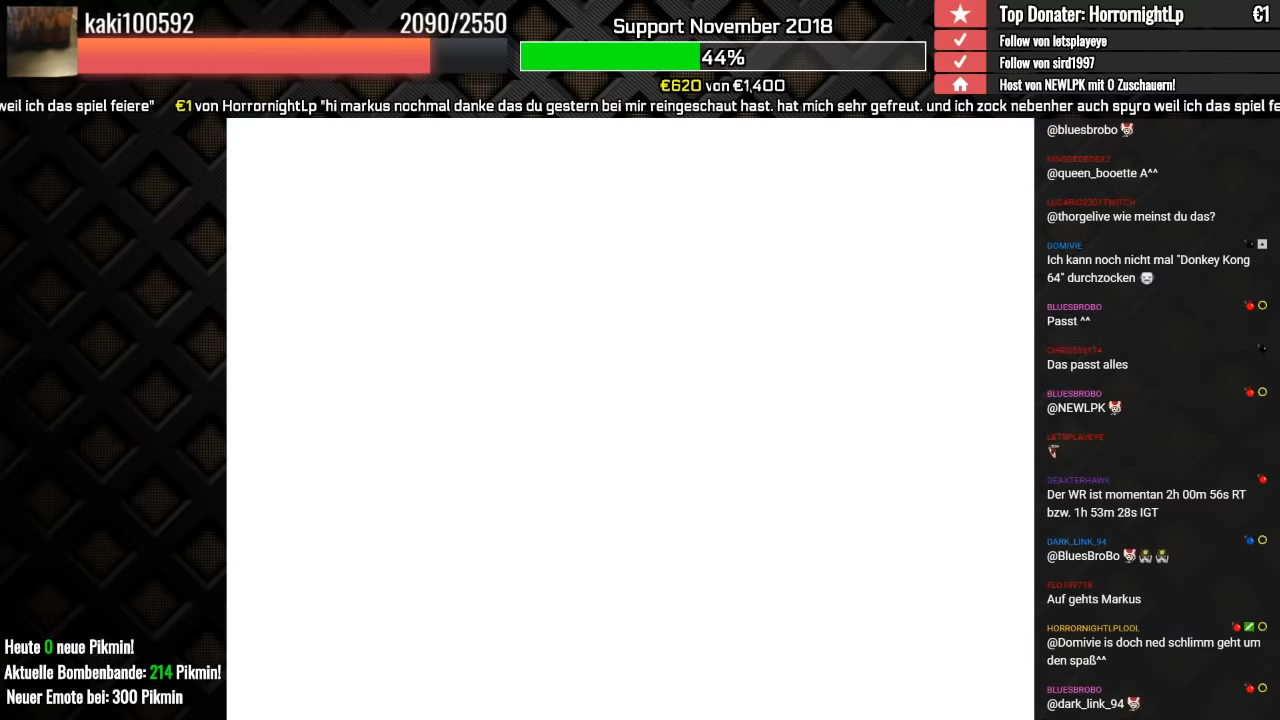 kaki100592
2090/2550
Support November 2018
44%
€620 von €1,400
Top Donater: HorrornightLp €1
Follow von letsplayeye
Follow von sird1997
Host von NEWLPK mit 0 Zuschauern!
weil ich das spiel feiere" €1 von HorrornightLp "hi markus nochmal danke das du gestern bei mir reingeschaut hast. hat mich sehr gefreut. und ich zock nebenher auch spyro weil ich das spiel fe
@bluesbrobo
KINGDEDEDEX2
@queen_booette A^^
LUCARIO2301TWITCH
@thorgelive wie meinst du das?
DOMIVIE
Ich kann noch nicht mal "Donkey Kong
64" durchzocken
BLUESBROBO
Passt ^^
Das passt alles
BLUESBROBO
@NEWLPK
LETSPLAYEYE
DEAXTERHAWK
Der WR ist momentan 2h 00m 56s RT
bzw. 1h 53m 28s IGT
DARK_LINK_94
@BluesBroBo
FLO199718
Auf gehts Markus
HORRORNIGHTLPLOOL
@Domivie is doch ned schlimm geht um
den spaß^^
BLUESBROBO
@dark_link_94
Heute 0 neue Pikmin!
Aktuelle Bombenbande: 214 Pikmin!
Neuer Emote bei: 300 Pikmin